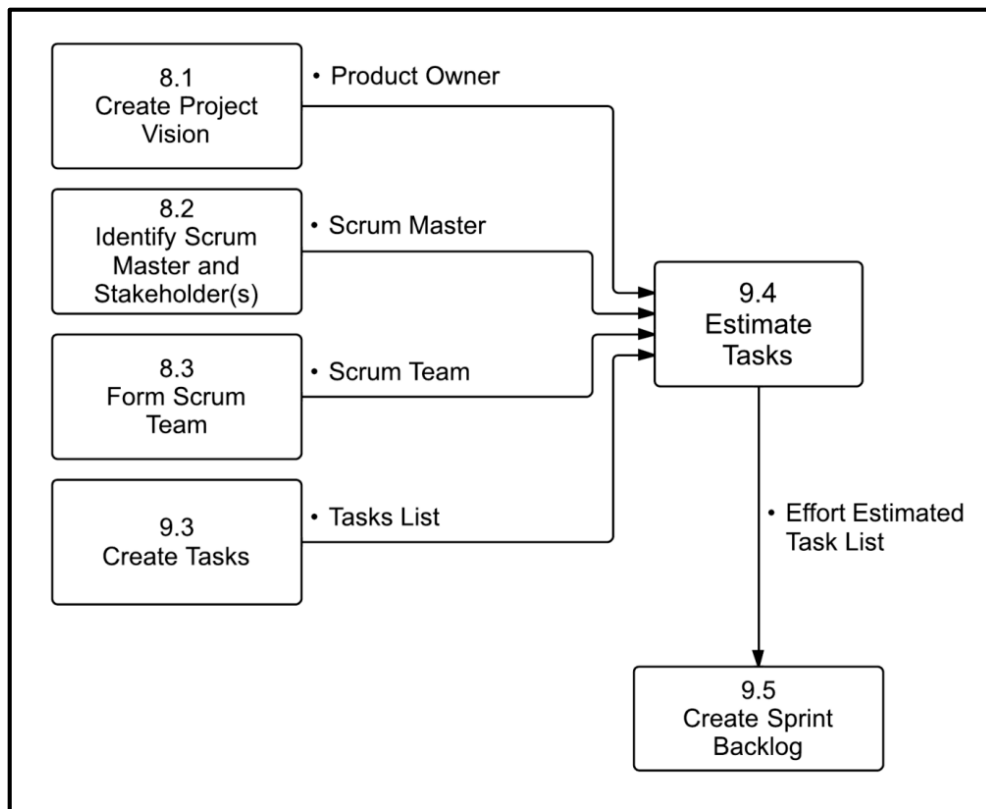 8.1
Create Project
Vision
• Product Owner
8.2
Identify Scrum
Master and
Stakeholder(s)
• Scrum Master
8.3
Form Scrum
Team
• Scrum Team
9.3
Create Tasks
• Tasks List
9.4
Estimate
Tasks
• Effort Estimated
Task List
9.5
Create Sprint
Backlog